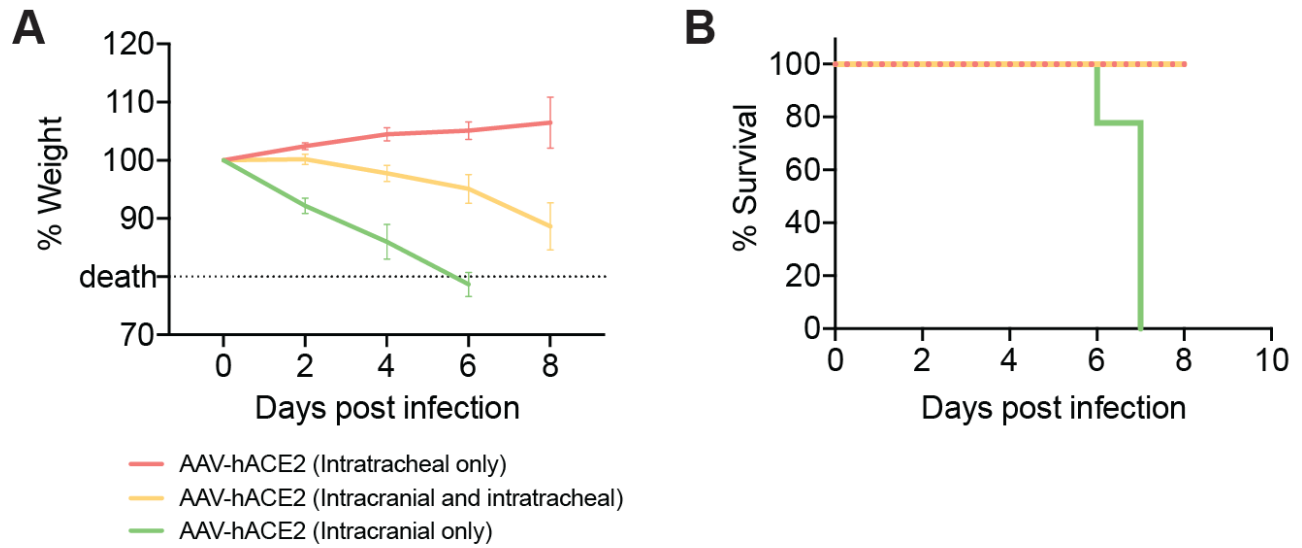 A
120
110
100
90
death
70
% Weight
0 2 4 6 8
Days post infection
AAV-hACE2 (Intratracheal only)
AAV-hACE2 (Intracranial and intratracheal)
AAV-hACE2 (Intracranial only)
B
100
80
60
40
20
0
% Survival
0 2 4 6 8 10
Days post infection